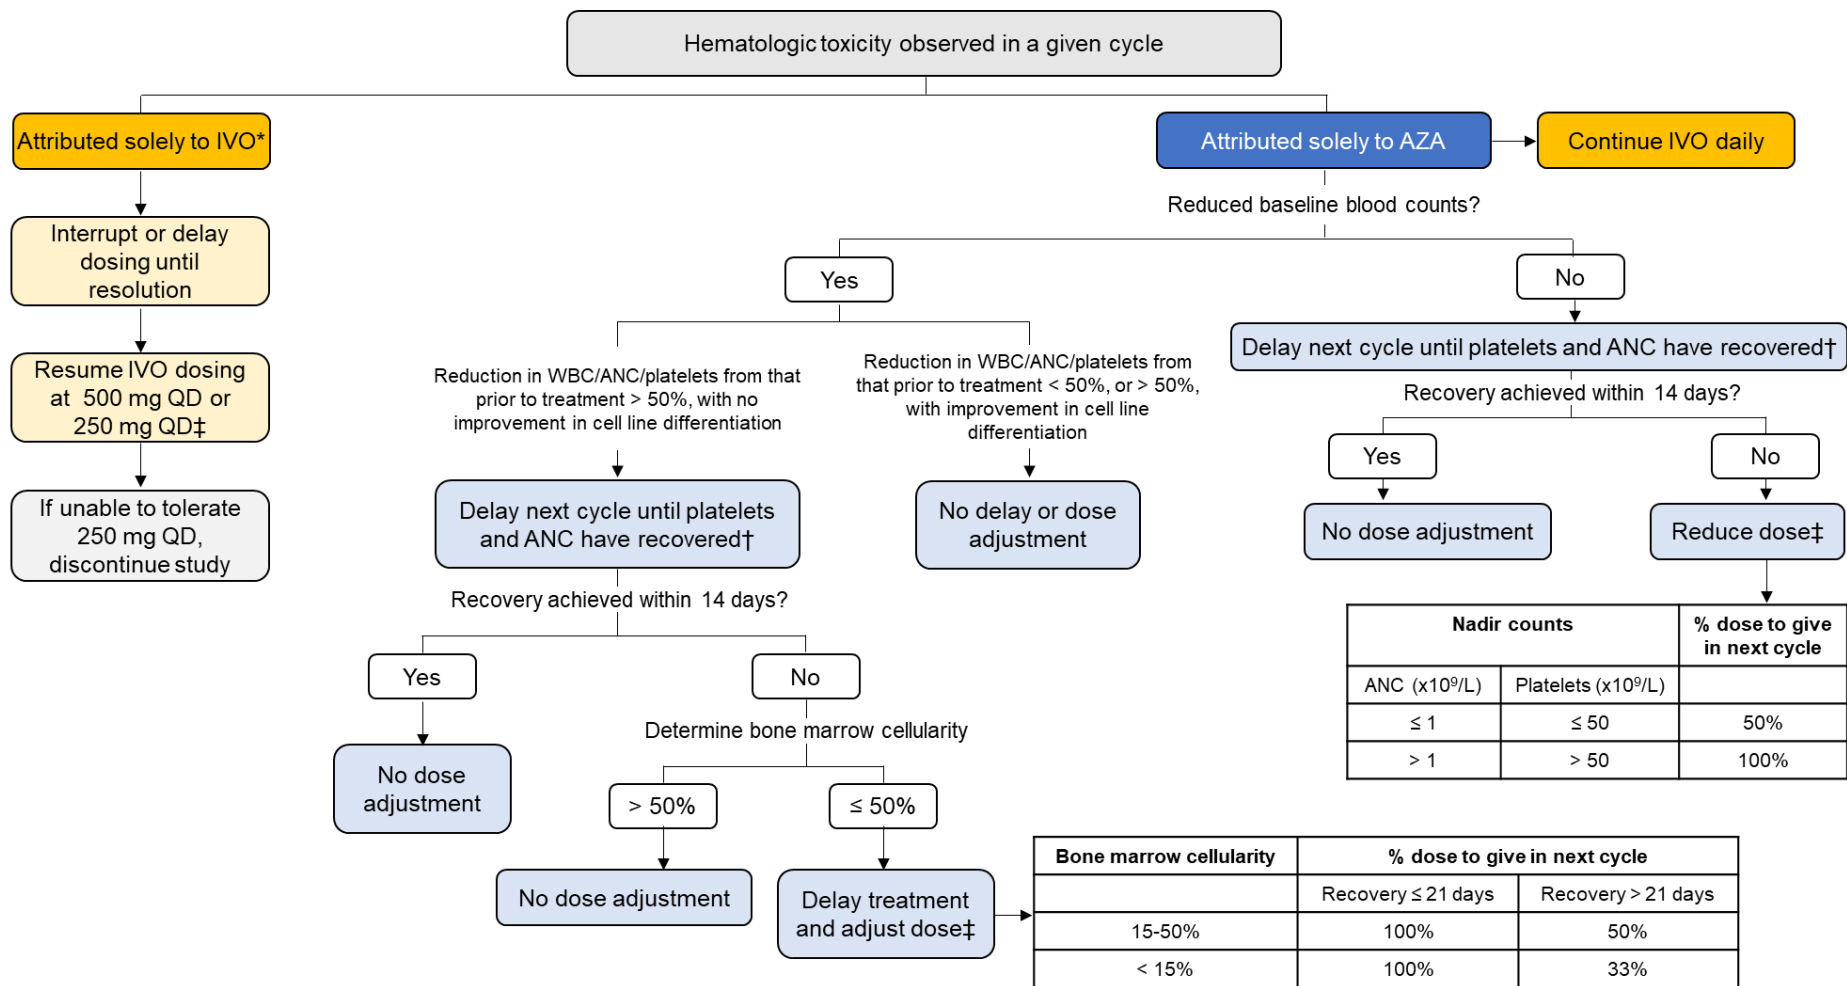 Hematologic toxicity observed in a given cycle
Attributed solely to IVO*
Interrupt or delay
dosing until
resolution
Resume IVO dosing
at 500 mg QD or
250 mg QD‡
If unable to tolerate
250 mg QD,
discontinue study
Attributed solely to AZA
Continue IVO daily
Reduced baseline blood counts?
Yes
No
Reduction in WBC/ANC/platelets from that
prior to treatment > 50%, with no
improvement in cell line differentiation
Reduction in WBC/ANC/platelets from
that prior to treatment < 50%, or > 50%,
with improvement in cell line
differentiation
Delay next cycle until platelets
and ANC have recovered†
No delay or dose
adjustment
Recovery achieved within 14 days?
Yes
No
No dose
adjustment
Determine bone marrow cellularity
> 50%
≤ 50%
No dose adjustment
Delay treatment
and adjust dose‡
Bone marrow cellularity
% dose to give in next cycle
Recovery ≤ 21 days
Recovery > 21 days
15-50%
100%
50%
< 15%
100%
33%
Delay next cycle until platelets and ANC have recovered†
Recovery achieved within 14 days?
Yes
No
No dose adjustment
Reduce dose‡
Nadir counts
% dose to give
in next cycle
ANC (x10⁹/L)
Platelets (x10⁹/L)
≤ 1
≤ 50
50%
> 1
> 50
100%